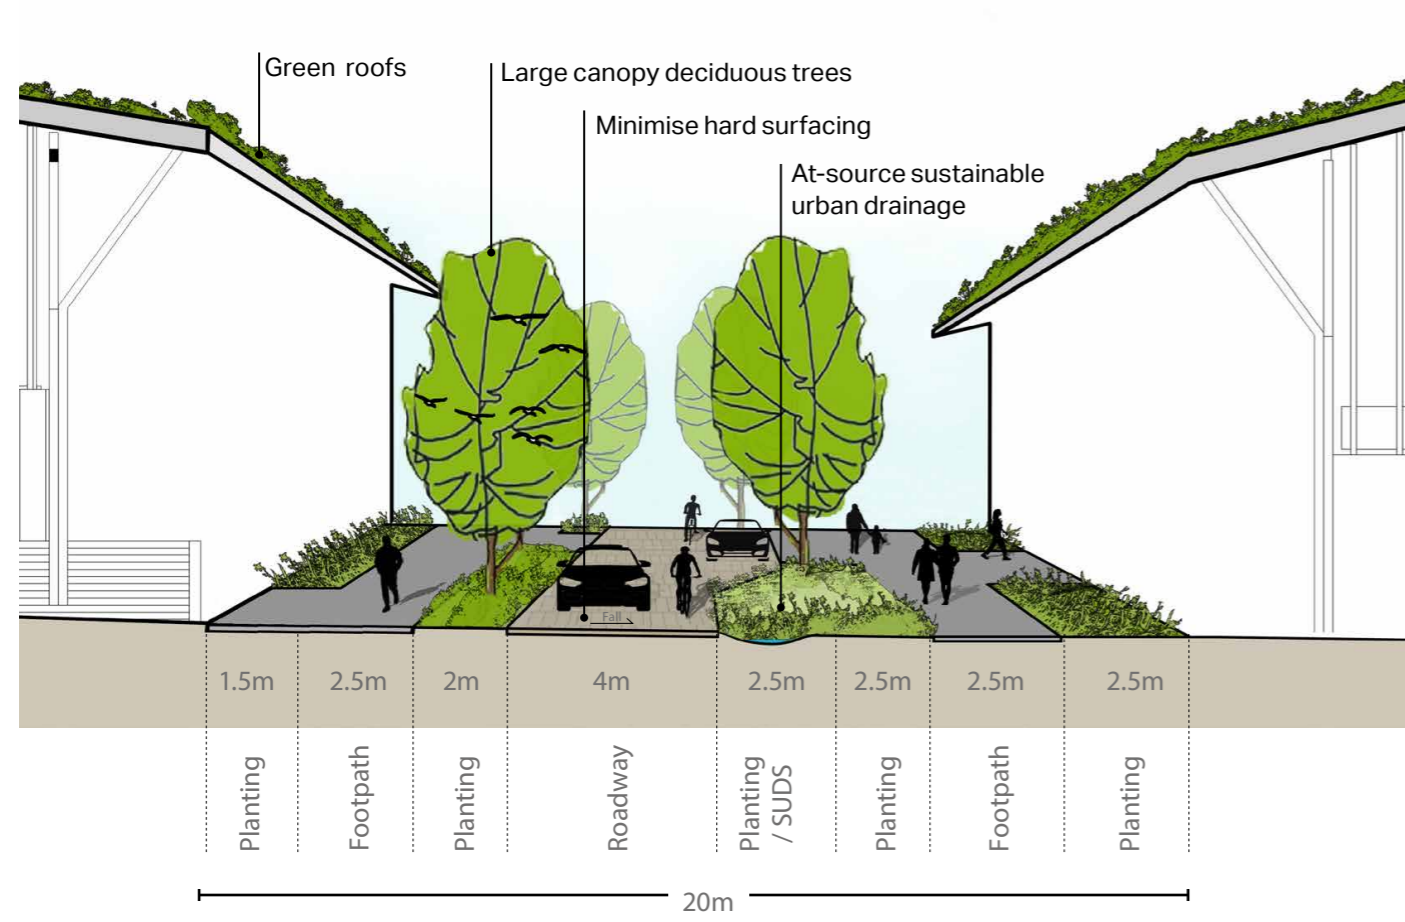 Green roofs
Large canopy deciduous trees
Minimise hard surfacing
At-source sustainable
urban drainage
Fall
1.5m
2.5m
2m
4m
2.5m
2.5m
2.5m
2.5m
Planting
Footpath
Planting
Roadway
Planting
/ SUDS
Planting
Footpath
Planting
20m